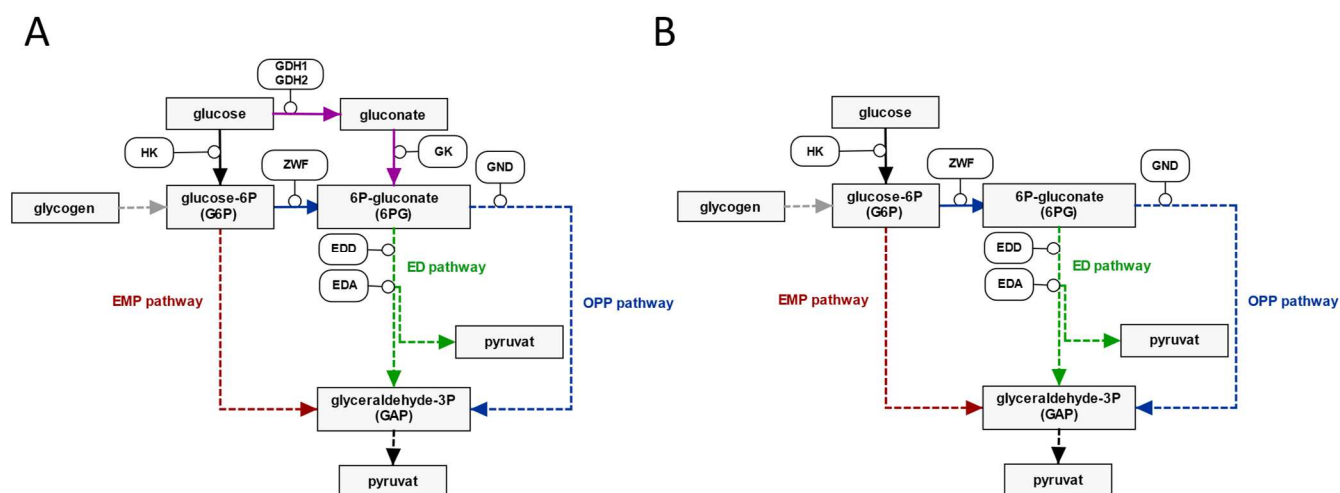 A
GDH1
GDH2
glucose
gluconate
HK
ZWF
GK
GND
glycogen
glucose-6P
(G6P)
6P-gluconate
(6PG)
EDD
ED pathway
EDA
EMP pathway
OPP pathway
pyruvat
glyceraldehyde-3P
(GAP)
pyruvat
B
glucose
HK
ZWF
GND
glycogen
glucose-6P
(G6P)
6P-gluconate
(6PG)
EDD
ED pathway
EDA
EMP pathway
OPP pathway
pyruvat
glyceraldehyde-3P
(GAP)
pyruvat